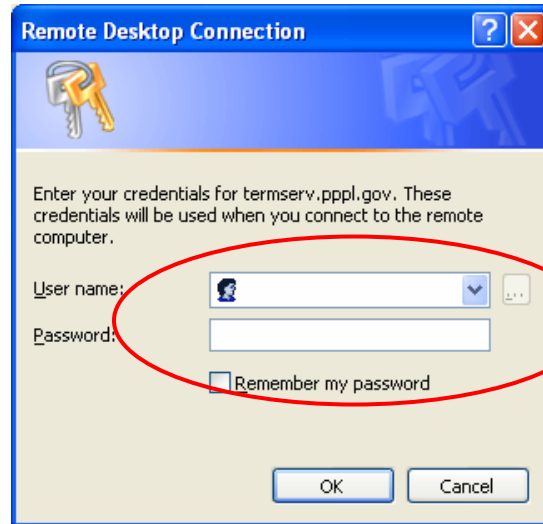 Remote Desktop Connection
Enter your credentials for termserv.pppl.gov. These
credentials will be used when you connect to the remote
computer.
User name:
...
Password:
Remember my password
OK Cancel